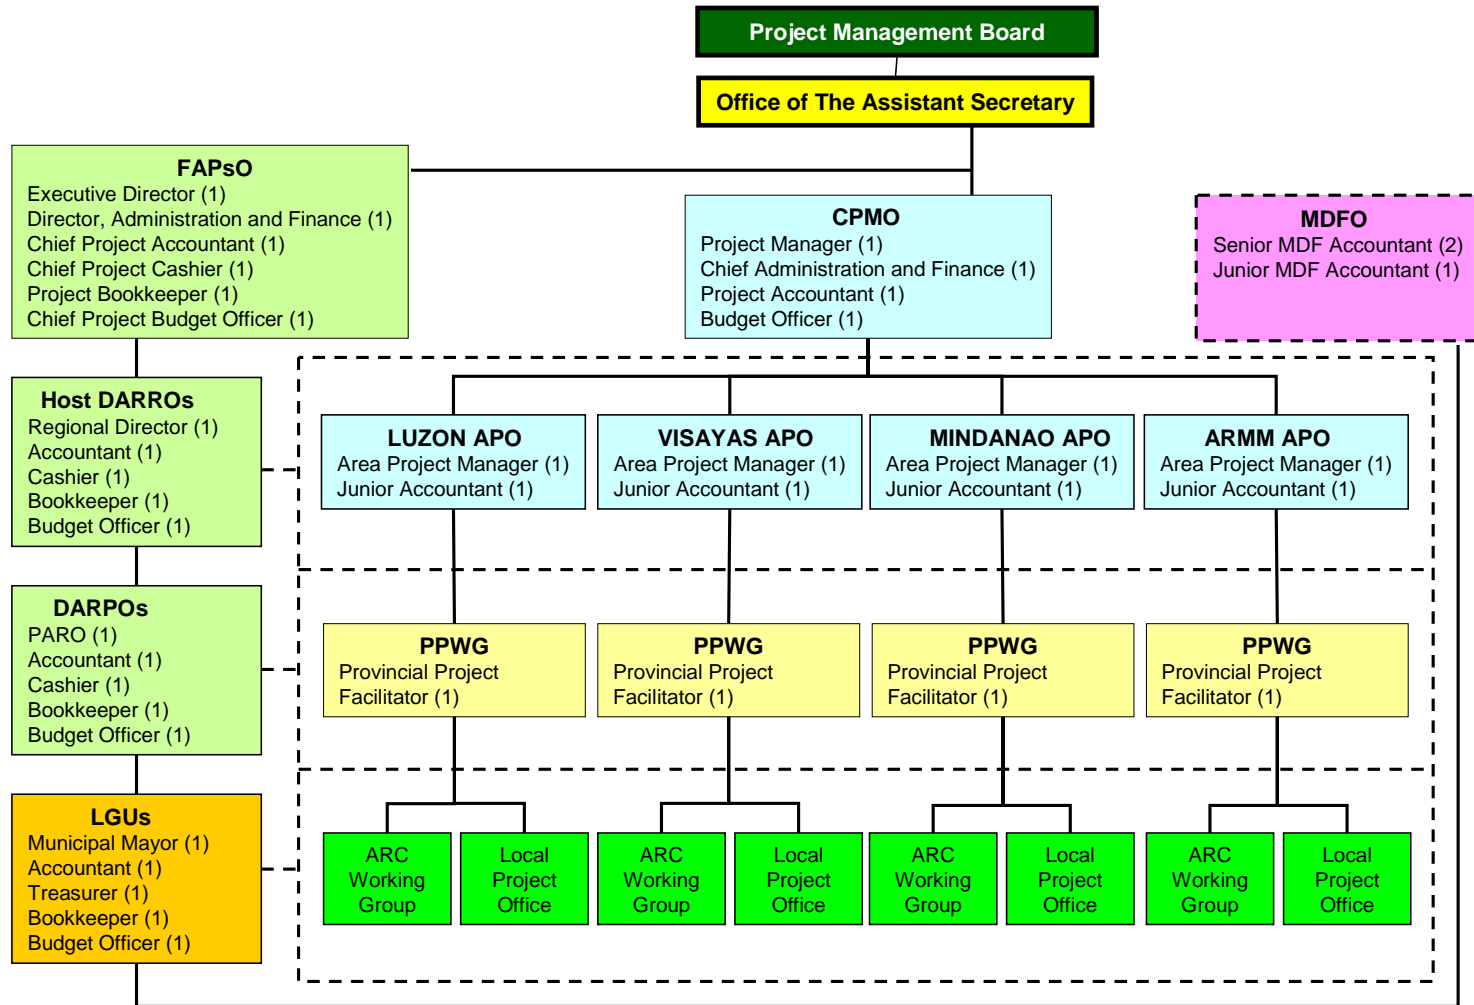 Project Management Board
Office of The Assistant Secretary
FAPsO
Executive Director (1)
Director, Administration and Finance (1)
Chief Project Accountant (1)
Chief Project Cashier (1)
Project Bookkeeper (1)
Chief Project Budget Officer (1)
CPMO
Project Manager (1)
Chief Administration and Finance (1)
Project Accountant (1)
Budget Officer (1)
MDFO
Senior MDF Accountant (2)
Junior MDF Accountant (1)
Host DARROs
Regional Director (1)
Accountant (1)
Cashier (1)
Bookkeeper (1)
Budget Officer (1)
LUZON APO
Area Project Manager (1)
Junior Accountant (1)
VISAYAS APO
Area Project Manager (1)
Junior Accountant (1)
MINDANAO APO
Area Project Manager (1)
Junior Accountant (1)
ARMM APO
Area Project Manager (1)
Junior Accountant (1)
DARPOs
PARO (1)
Accountant (1)
Cashier (1)
Bookkeeper (1)
Budget Officer (1)
PPWG
Provincial Project
Facilitator (1)
PPWG
Provincial Project
Facilitator (1)
PPWG
Provincial Project
Facilitator (1)
PPWG
Provincial Project
Facilitator (1)
LGUs
Municipal Mayor (1)
Accountant (1)
Treasurer (1)
Bookkeeper (1)
Budget Officer (1)
ARC
Working
Group
Local
Project
Office
ARC
Working
Group
Local
Project
Office
ARC
Working
Group
Local
Project
Office
ARC
Working
Group
Local
Project
Office